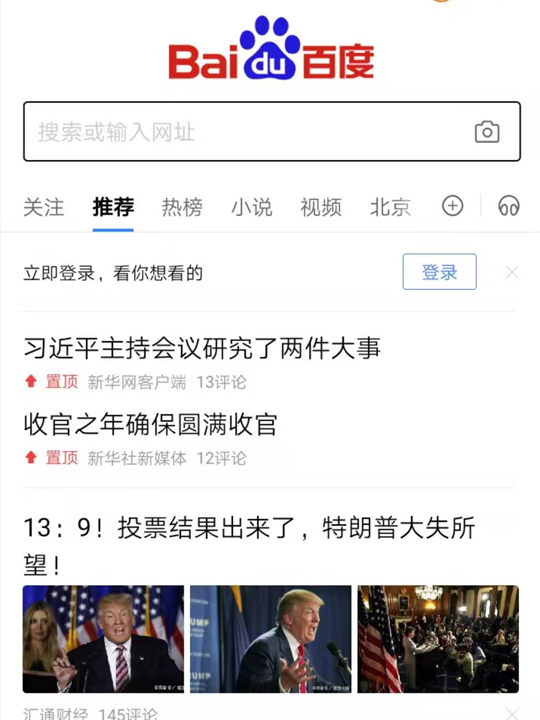 Bai du 百度
搜索或输入网址
关注 推荐 热榜 小说 视频 北京
立即登录，看你想看的 登录
习近平主持会议研究了两件大事
置顶 新华网客户端 13评论
收官之年确保圆满收官
置顶 新华社新媒体 12评论
13：9！投票结果出来了，特朗普大失所
望！
TRUMP
汇通财经 145评论